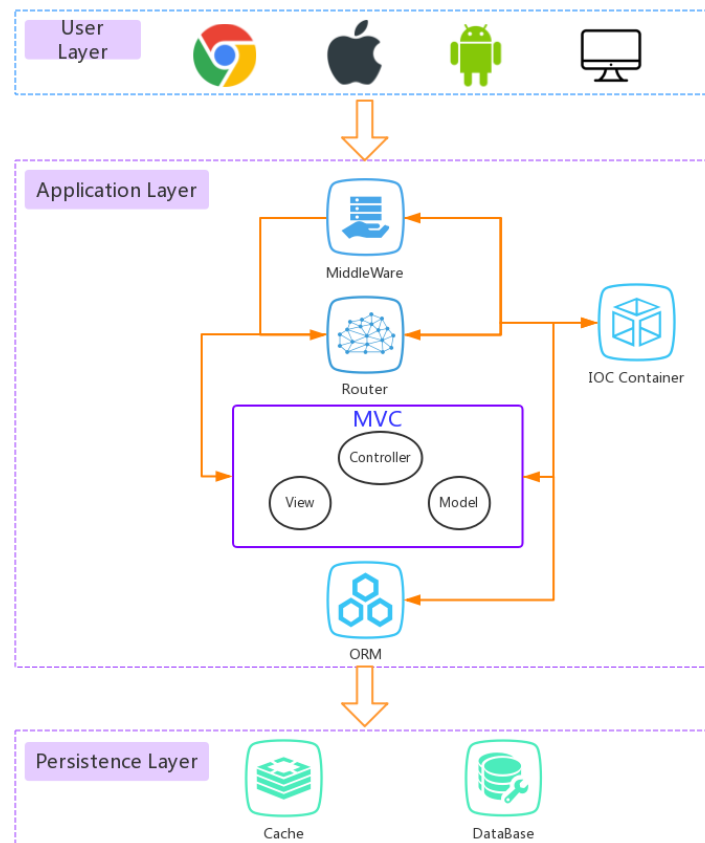 User
Layer
Application Layer
MiddleWare
Router
IOC Container
MVC
Controller
View
Model
ORM
Persistence Layer
Cache
DataBase